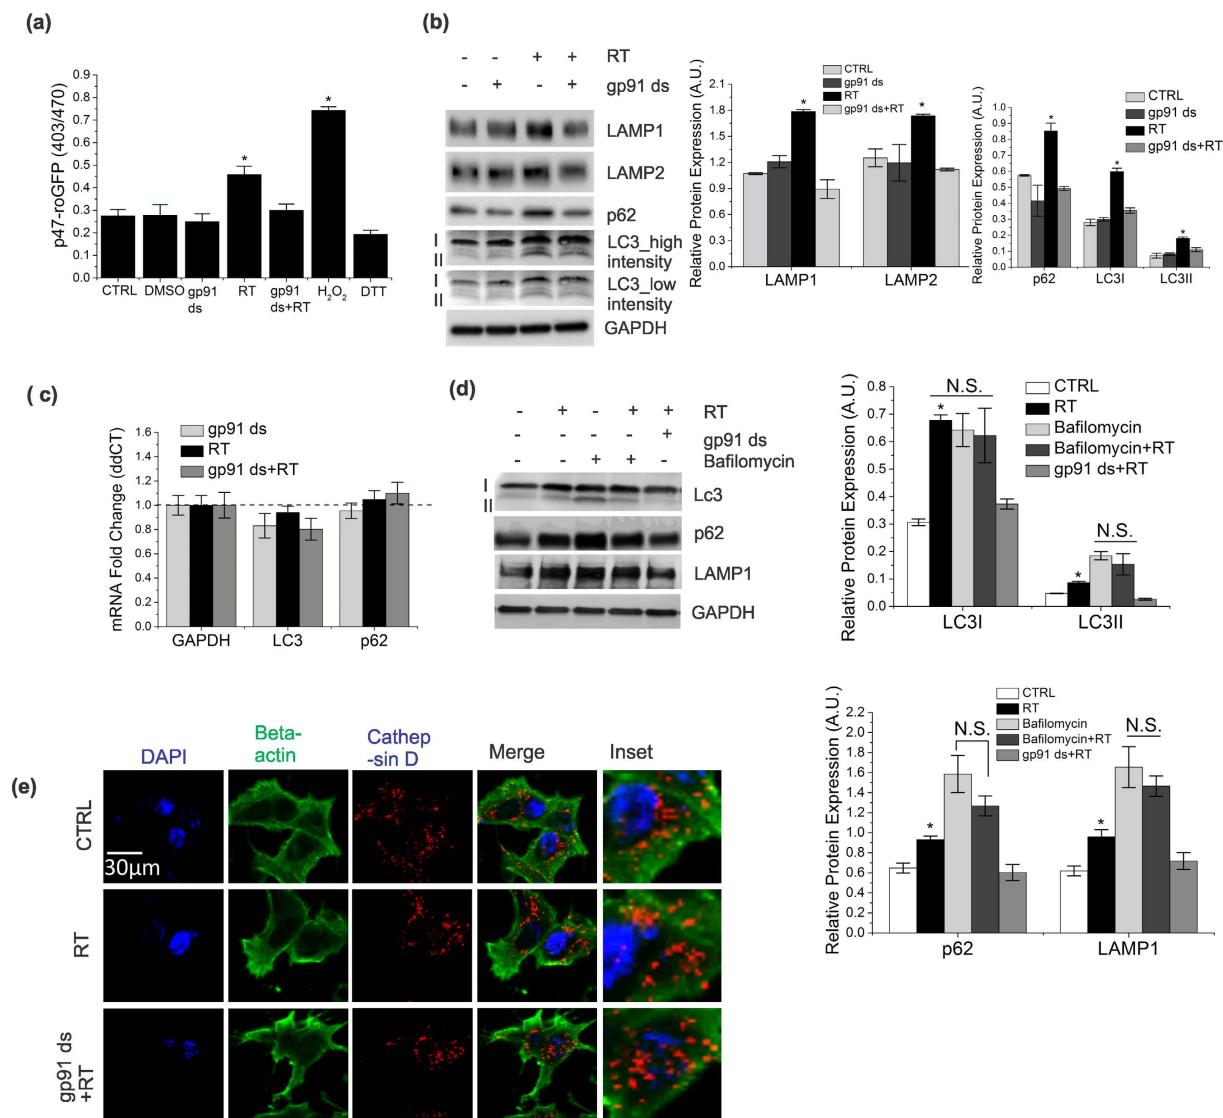 (a)
p47-roGFP (403/470)
0.9
0.8
0.7
0.6
0.5
0.4
0.3
0.2
0.1
0.0
*
*
CTRL DMSO gp91 ds RT gp91 ds+RT H2O2 DTT
(b)
- - + + RT
- + - + gp91 ds
LAMP1
LAMP2
p62
I
II
LC3_high
intensity
I
II
LC3_low
intensity
GAPDH
Relative Protein Expression (A.U.)
2.1
1.8
1.5
1.2
0.9
0.6
0.3
0.0
CTRL
gp91 ds
RT
gp91 ds+RT
*
*
LAMP1 LAMP2
Relative Protein Expression (A.U.)
1.0
0.9
0.8
0.7
0.6
0.5
0.4
0.3
0.2
0.1
0.0
CTRL
gp91 ds
RT
gp91 ds+RT
*
*
*
p62 LC3I LC3II
( c)
mRNA Fold Change (ddCT)
1.6
1.4
1.2
1.0
0.8
0.6
0.4
0.2
0.0
gp91 ds
RT
gp91 ds+RT
GAPDH LC3 p62
(d)
- + - + + RT
- - - - + gp91 ds
- - + + - Bafilomycin
I
II
Lc3
p62
LAMP1
GAPDH
Relative Protein Expression (A.U.)
0.8
0.7
0.6
0.5
0.4
0.3
0.2
0.1
0.0
N.S.
*
N.S.
*
CTRL
RT
Bafilomycin
Bafilomycin+RT
gp91 ds+RT
LC3I LC3II
Relative Protein Expression (A.U.)
2.2
2.0
1.8
1.6
1.4
1.2
1.0
0.8
0.6
0.4
0.2
0.0
CTRL
RT
Bafilomycin
Bafilomycin+RT
gp91 ds+RT
N.S.
N.S.
*
*
p62 LAMP1
(e)
DAPI
Beta-
actin
Cathep
-sin D
Merge
Inset
CTRL
30μm
RT
gp91 ds
+RT